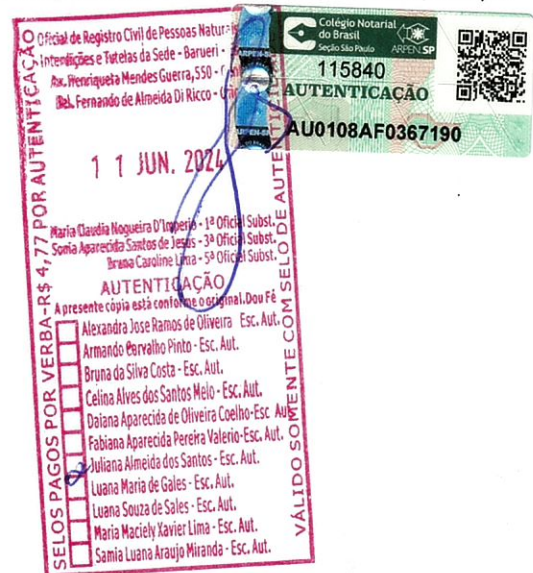 Oficial de Registro Civil de Pessoas Naturais
Interdições e Tutelas da Sede - Barueri -
Av. Henriqueta Mendes Guerra, 550 -
Bel. Fernando de Almeida Di Ricco -
1 1 JUN. 2024
Maria Claudia Nogueira D'Imperio - 1ª Oficial Subst.
Sonia Aparecida Santos de Jesus - 3ª Oficial Subst.
Bruna Caroline Lima - 5ª Oficial Subst.
AUTENTICAÇÃO
A presente cópia está conforme o original. Dou Fé
Alexandra Jose Ramos de Oliveira Esc. Aut.
Armando Carvalho Pinto - Esc. Aut.
Bruna da Silva Costa - Esc. Aut.
Celina Alves dos Santos Melo - Esc. Aut.
Daiana Aparecida de Oliveira Coelho-Esc Aut
Fabiana Aparecida Pereira Valerio-Esc. Aut.
Juliana Almeida dos Santos - Esc. Aut.
Luana Maria de Gales - Esc. Aut.
Luana Souza de Sales - Esc. Aut.
Maria Maciely Xavier Lima - Esc. Aut.
Samia Luana Araujo Miranda - Esc. Aut.
SELOS PAGOS POR VERBA-R$ 4,77 POR AUTENTICAÇÃO
VÁLIDO SOMENTE COM SELO DE AUTENTI
Colégio Notarial
do Brasil
Seção São Paulo
ARPEN.SP
115840
AUTENTICAÇÃO
AU0108AF0367190